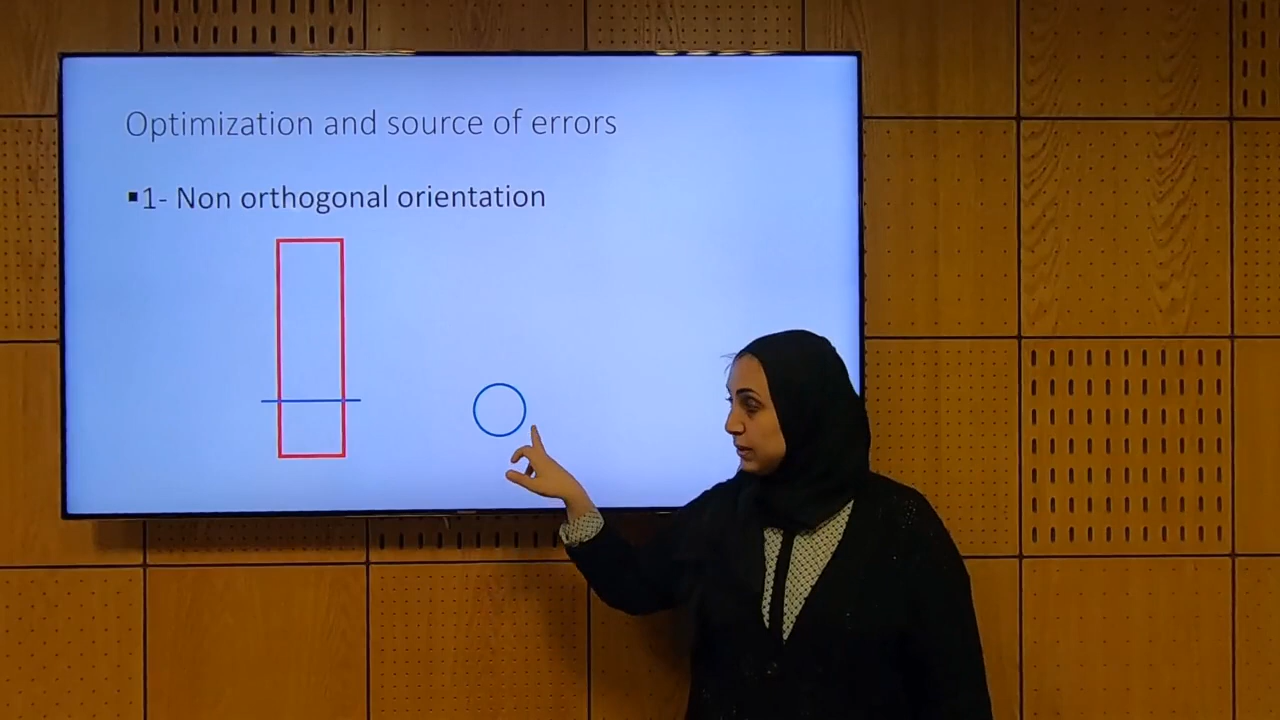 Optimization and source of errors
▪1- Non orthogonal orientation